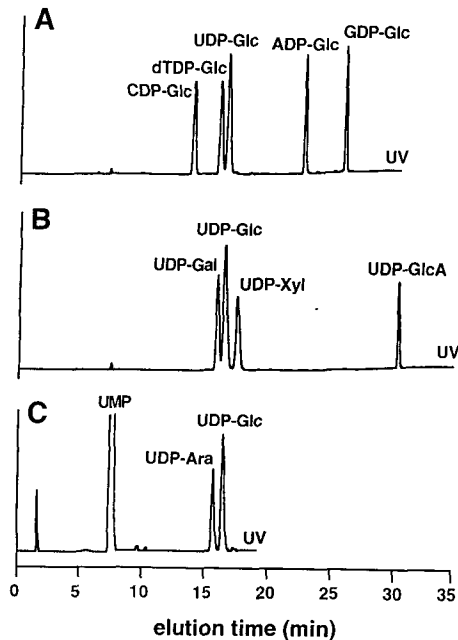 A
UDP-Glc
ADP-Glc
GDP-Glc
dTDP-Glc
CDP-Glc
UV
B
UDP-Glc
UDP-Gal
UDP-Xyl
UDP-GlcA
UV
C
UMP
UDP-Glc
UDP-Ara
UV
0 5 10 15 20 25 30 35
elution time (min)